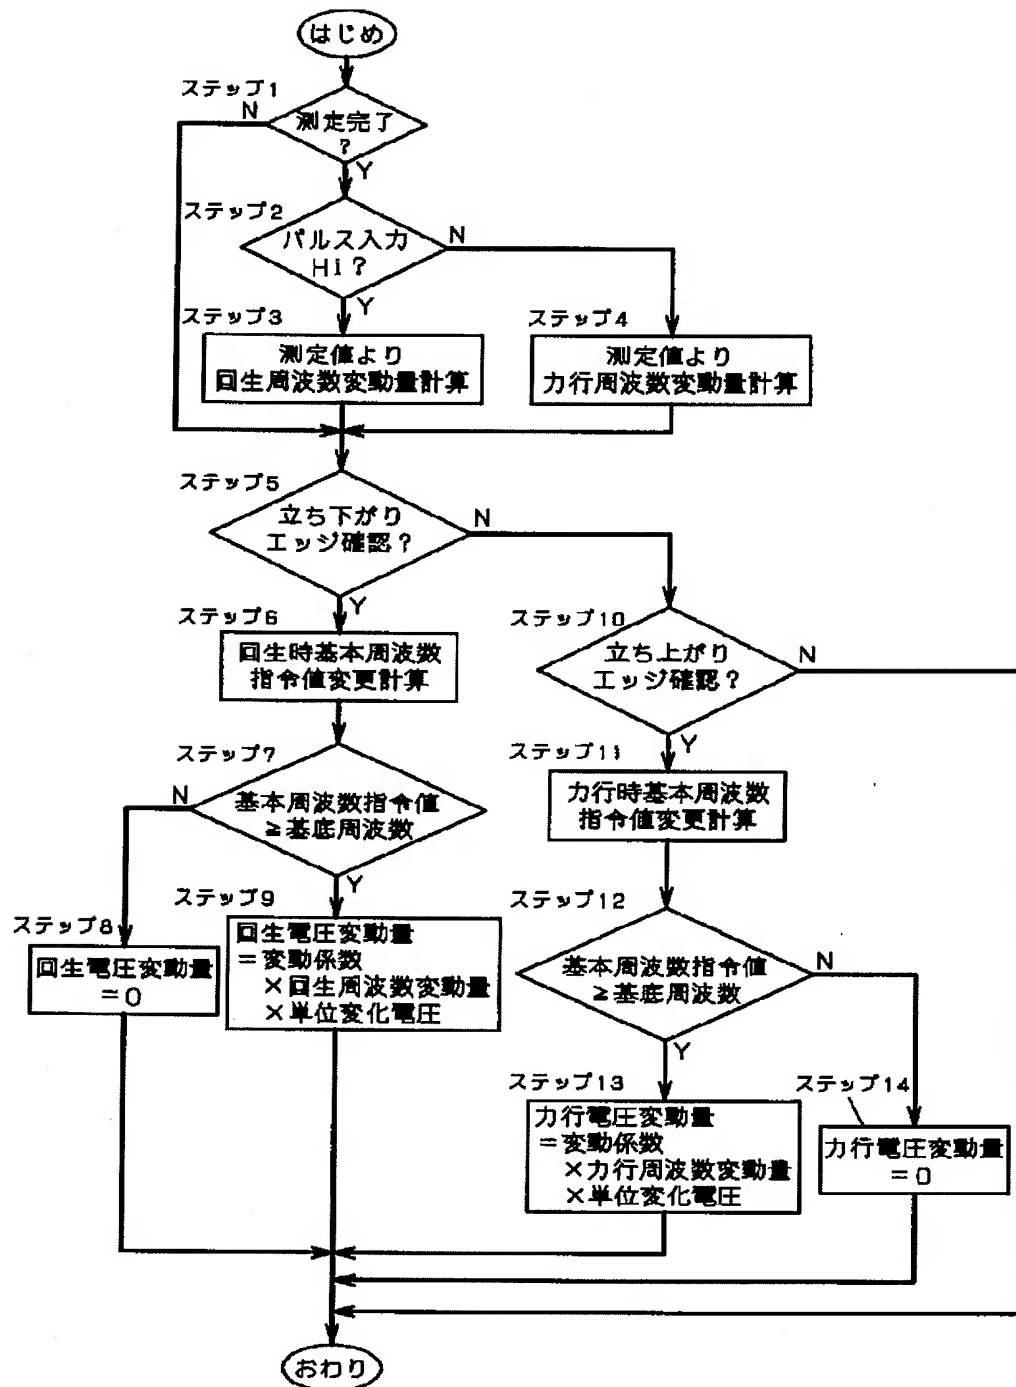 はじめ
ステップ1
N
測定完了
?
Y
ステップ2
パルス入力
Hi?
N
Y
ステップ3
測定値より
回生周波数変動量計算
ステップ4
測定値より
力行周波数変動量計算
ステップ5
立ち下がり
エッジ確認?
N
Y
ステップ6
回生時基本周波数
指令値変更計算
ステップ10
立ち上がり
エッジ確認?
N
Y
ステップ7
N
基本周波数指令値
≧基底周波数
Y
ステップ11
力行時基本周波数
指令値変更計算
ステップ8
回生電圧変動量
=0
ステップ9
回生電圧変動量
=変動係数
×回生周波数変動量
×単位変化電圧
ステップ12
基本周波数指令値
≧基底周波数
N
Y
ステップ13
力行電圧変動量
=変動係数
×力行周波数変動量
×単位変化電圧
ステップ14
力行電圧変動量
=0
おわり